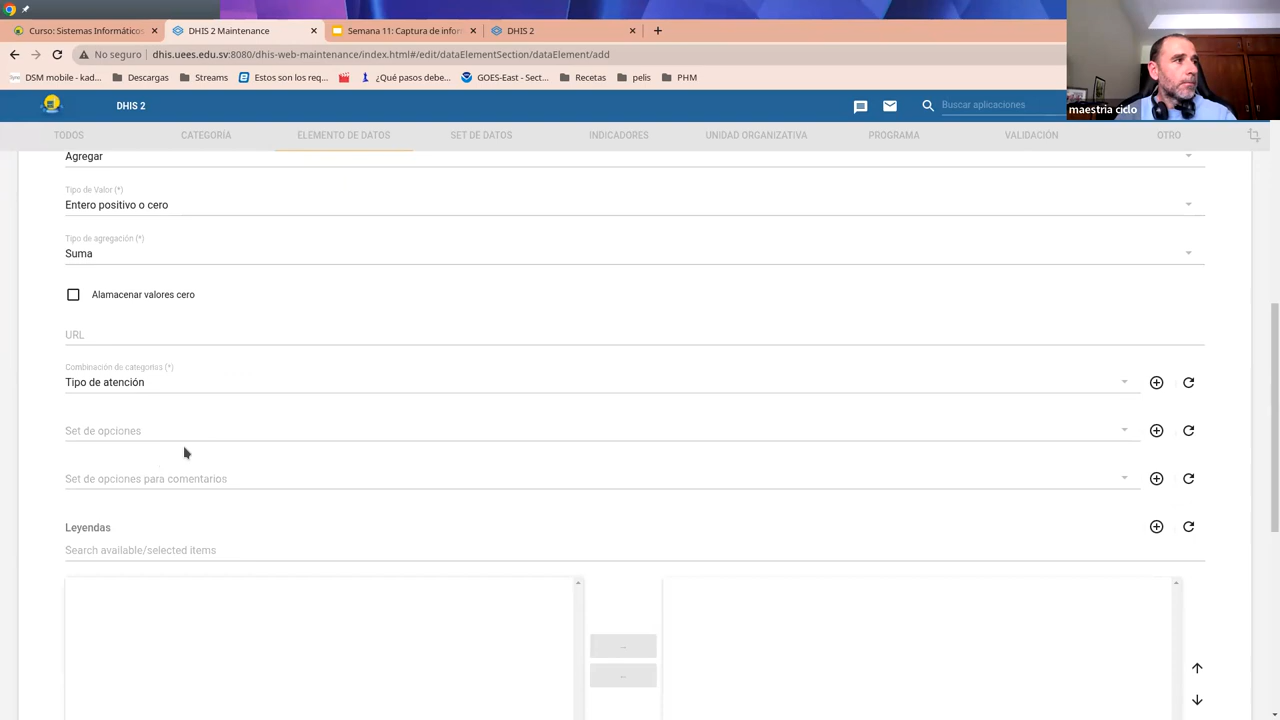 Curso: Sistemas Informáticos
DHIS 2 Maintenance
Semana 11: Captura de infor
DHIS 2
No seguro
dhis.uees.edu.sv:8080/dhis-web-maintenance/index.html#/edit/dataElementSection/dataElement/add
DSM mobile - kad...
Descargas
Streams
Estos son los req...
¿Qué pasos debe...
GOES-East - Sect...
Recetas
pelis
PHM
maestria ciclo
DHIS 2
Buscar aplicaciones
TODOS
CATEGORÍA
ELEMENTO DE DATOS
SET DE DATOS
INDICADORES
UNIDAD ORGANIZATIVA
PROGRAMA
VALIDACIÓN
OTRO
Agregar
Tipo de Valor (*)
Entero positivo o cero
Tipo de agregación (*)
Suma
Alamacenar valores cero
URL
Combinación de categorias (*)
Tipo de atención
Set de opciones
Set de opciones para comentarios
Leyendas
Search available/selected items
→
←